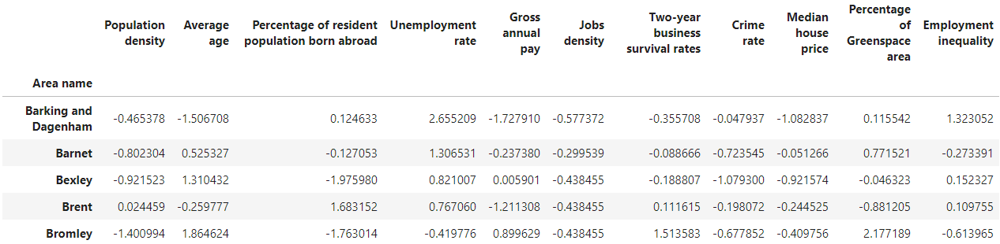 Population density Average age Percentage of resident population born abroad Unemployment rate Gross annual pay Jobs density Two-year business survival rates Crime rate Median house price Percentage of Greenspace area Employment inequality
Area name
Barking and Dagenham -0.465378 -1.506708 0.124633 2.655209 -1.727910 -0.577372 -0.355708 -0.047937 -1.082837 0.115542 1.323052
Barnet -0.802304 0.525327 -0.127053 1.306531 -0.237380 -0.299539 -0.088666 -0.723545 -0.051266 0.771521 -0.273391
Bexley -0.921523 1.310432 -1.975980 0.821007 0.005901 -0.438455 -0.188807 -1.079300 -0.921574 -0.046323 0.152327
Brent 0.024459 -0.259777 1.683152 0.767060 -1.211308 -0.438455 0.111615 -0.198072 -0.244525 -0.881205 0.109755
Bromley -1.400994 1.864624 -1.763014 -0.419776 0.899629 -0.438455 1.513583 -0.677852 -0.409756 2.177189 -0.613965